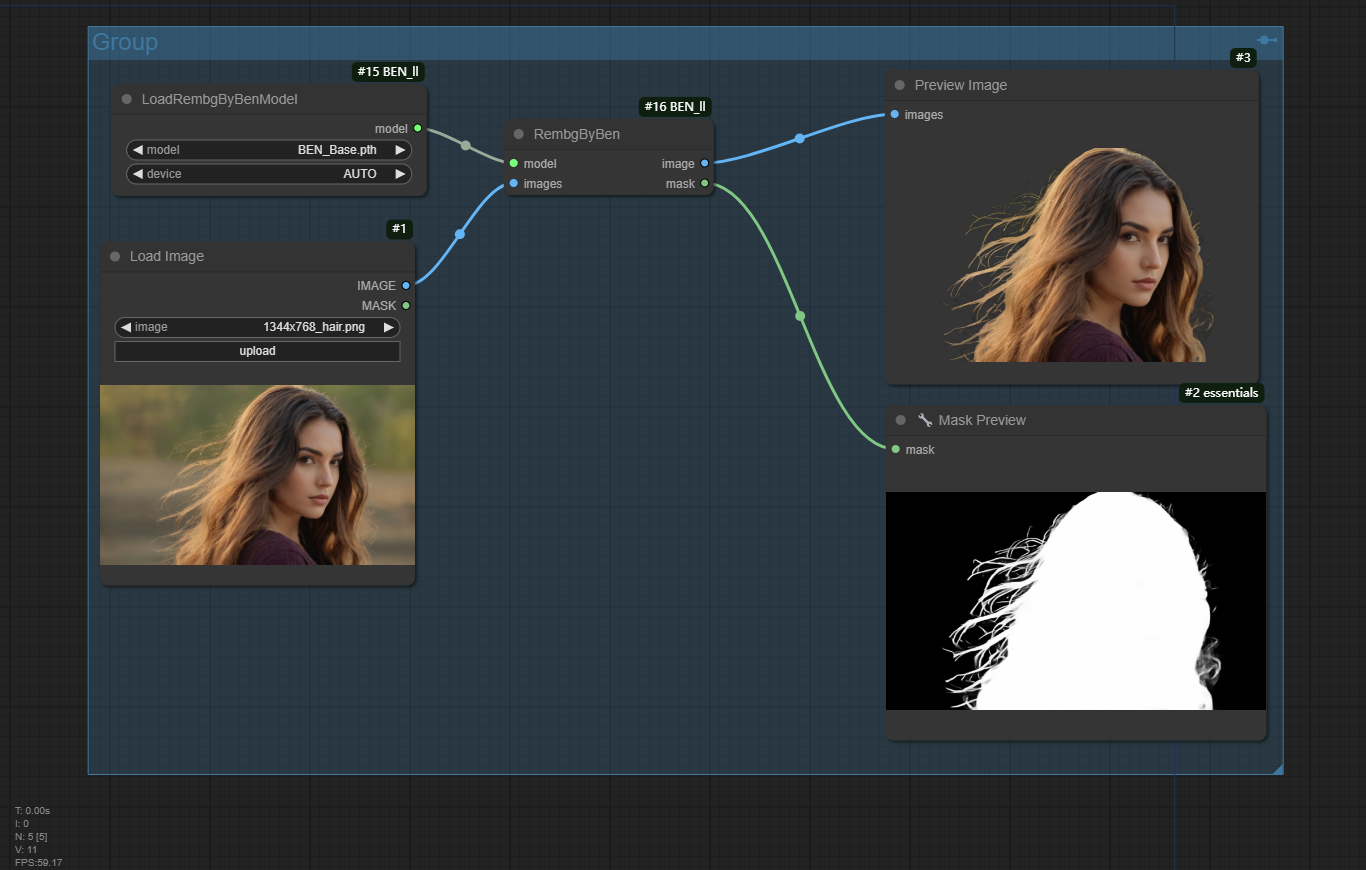 Group
#15 BEN_ll
LoadRembgByBenModel
model
model BEN_Base.pth
device AUTO
#1
Load Image
IMAGE
MASK
image 1344x768_hair.png
upload
#16 BEN_ll
RembgByBen
model image
images mask
#3
Preview Image
images
#2 essentials
Mask Preview
mask
T: 0.00s
I: 0
N: 5 [5]
V: 11
FPS:59.17